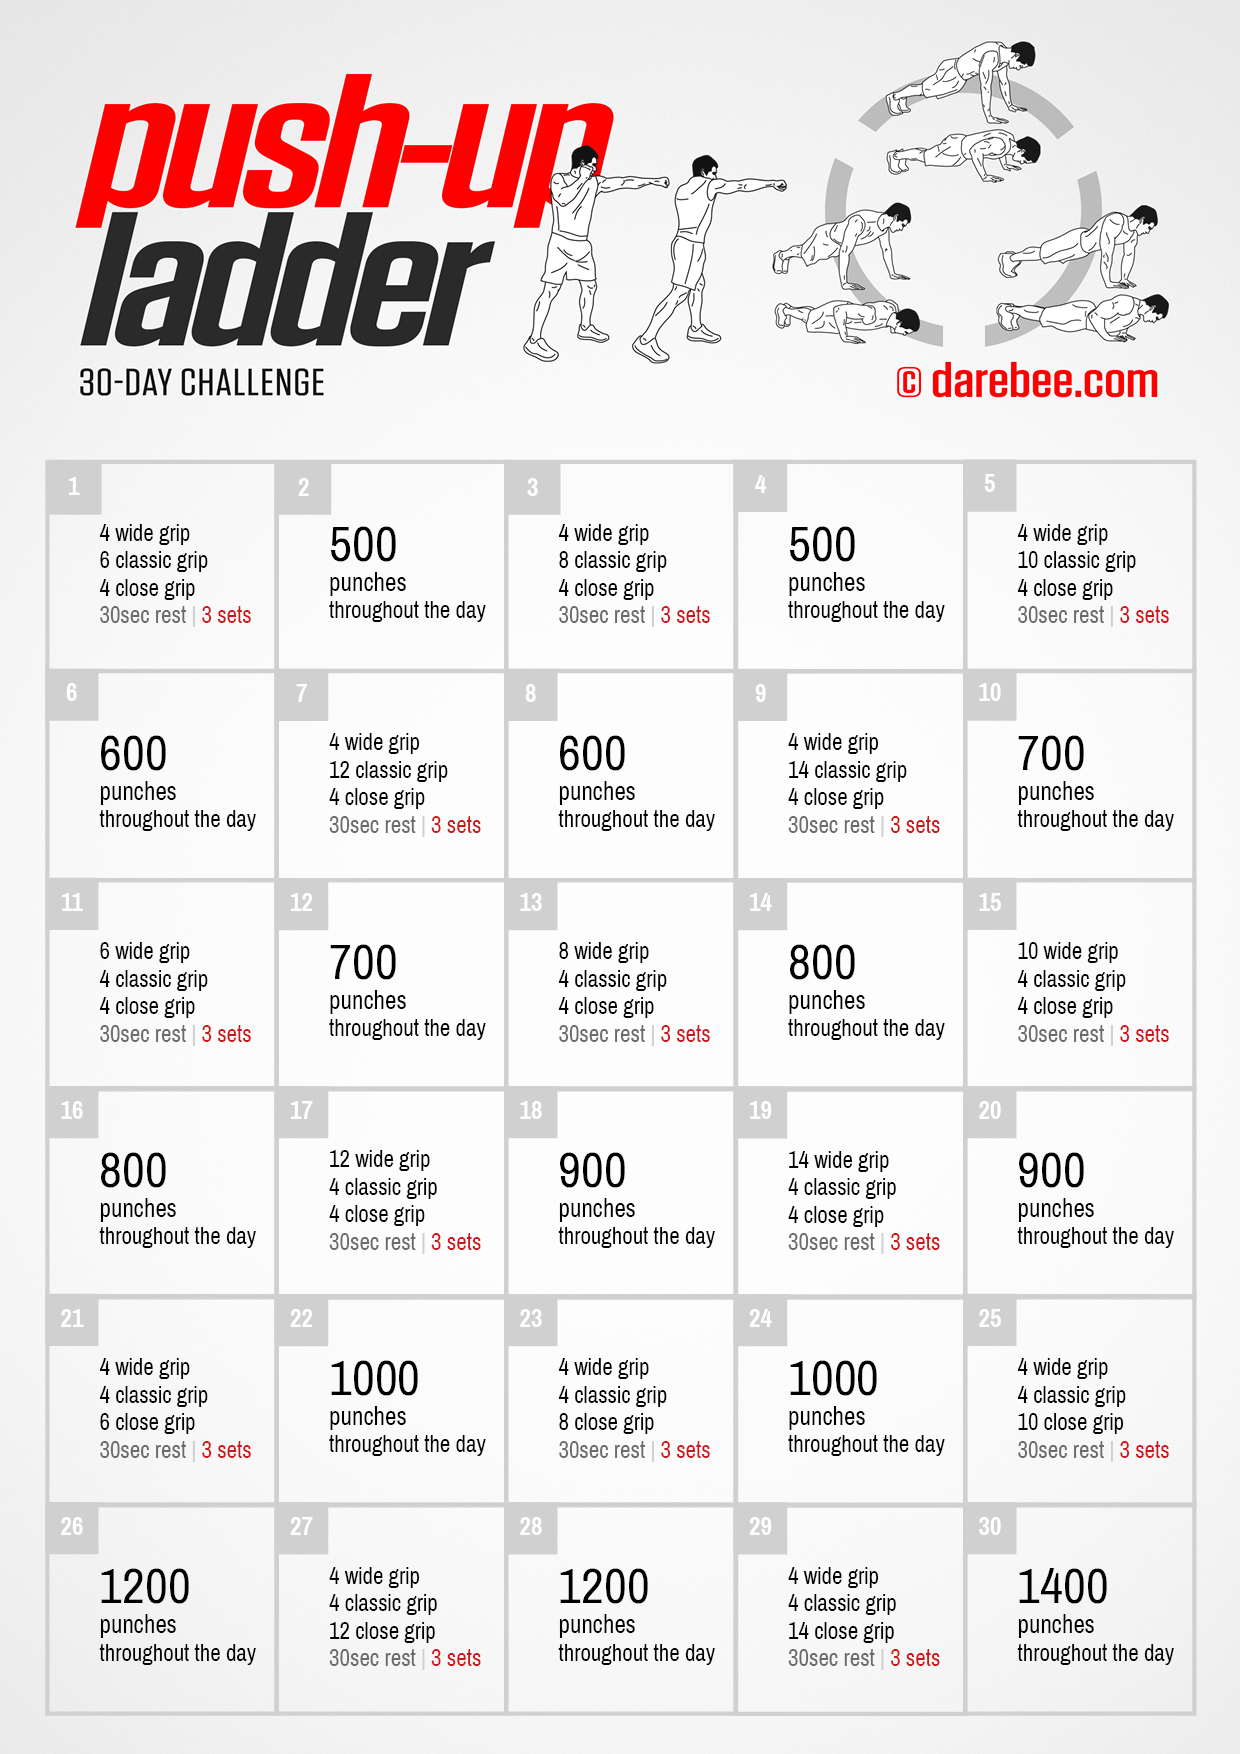 push-up
ladder
30-DAY CHALLENGE
© darebee.com
1
4 wide grip
6 classic grip
4 close grip
30sec rest | 3 sets
2
500
punches
throughout the day
3
4 wide grip
8 classic grip
4 close grip
30sec rest | 3 sets
4
500
punches
throughout the day
5
4 wide grip
10 classic grip
4 close grip
30sec rest | 3 sets
6
600
punches
throughout the day
7
4 wide grip
12 classic grip
4 close grip
30sec rest | 3 sets
8
600
punches
throughout the day
9
4 wide grip
14 classic grip
4 close grip
30sec rest | 3 sets
10
700
punches
throughout the day
11
6 wide grip
4 classic grip
4 close grip
30sec rest | 3 sets
12
700
punches
throughout the day
13
8 wide grip
4 classic grip
4 close grip
30sec rest | 3 sets
14
800
punches
throughout the day
15
10 wide grip
4 classic grip
4 close grip
30sec rest | 3 sets
16
800
punches
throughout the day
17
12 wide grip
4 classic grip
4 close grip
30sec rest | 3 sets
18
900
punches
throughout the day
19
14 wide grip
4 classic grip
4 close grip
30sec rest | 3 sets
20
900
punches
throughout the day
21
4 wide grip
4 classic grip
6 close grip
30sec rest | 3 sets
22
1000
punches
throughout the day
23
4 wide grip
4 classic grip
8 close grip
30sec rest | 3 sets
24
1000
punches
throughout the day
25
4 wide grip
4 classic grip
10 close grip
30sec rest | 3 sets
26
1200
punches
throughout the day
27
4 wide grip
4 classic grip
12 close grip
30sec rest | 3 sets
28
1200
punches
throughout the day
29
4 wide grip
4 classic grip
14 close grip
30sec rest | 3 sets
30
1400
punches
throughout the day